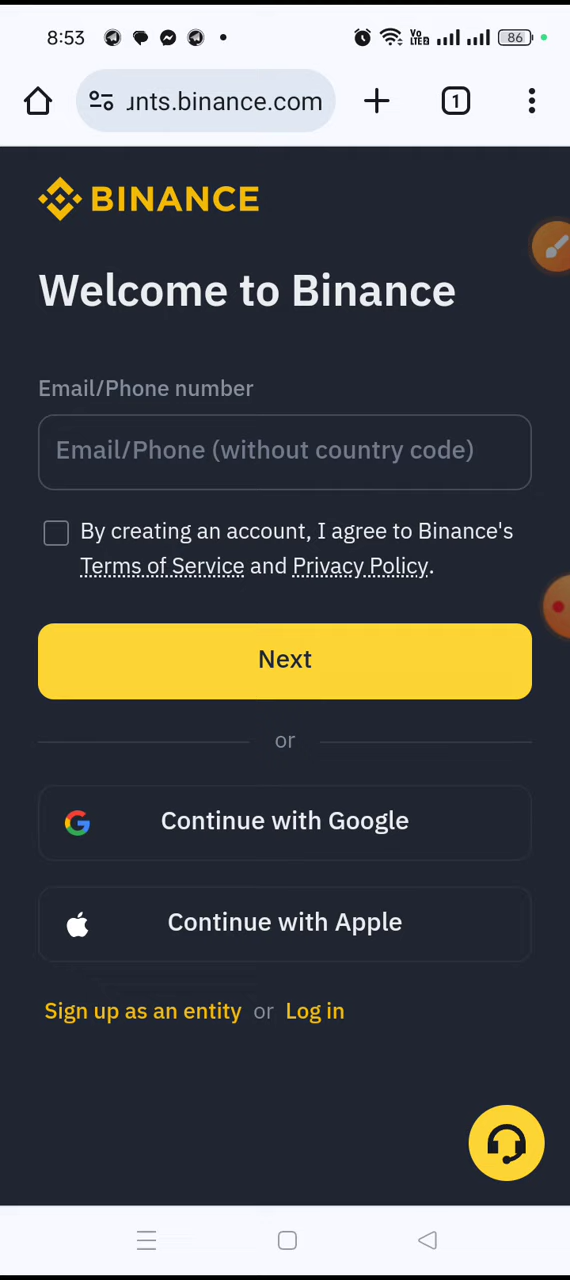 8:53
Vo
LTE2
86
unts.binance.com
1
BINANCE
Welcome to Binance
Email/Phone number
Email/Phone (without country code)
By creating an account, I agree to Binance's
Terms of Service and Privacy Policy.
Next
or
Continue with Google
Continue with Apple
Sign up as an entity or Log in